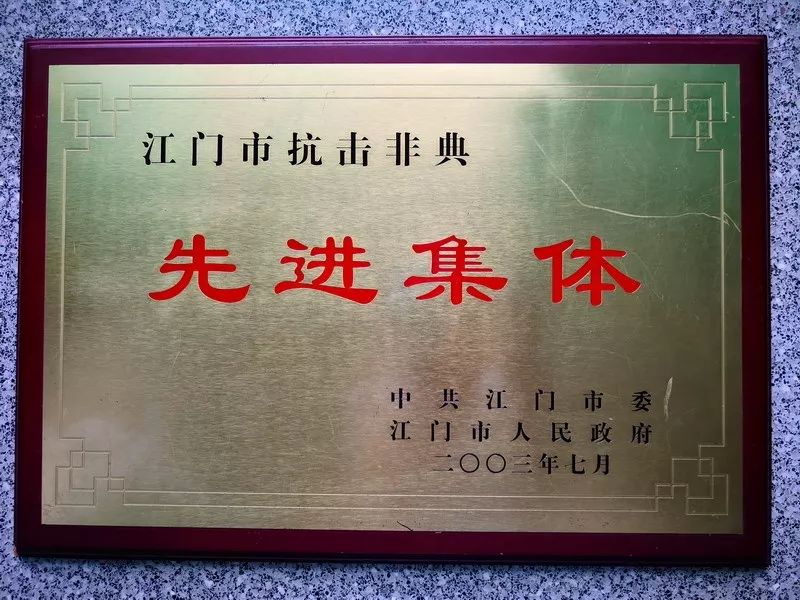 江门市抗击非典
先进集体
中共江门市委
江门市人民政府
二〇〇三年七月